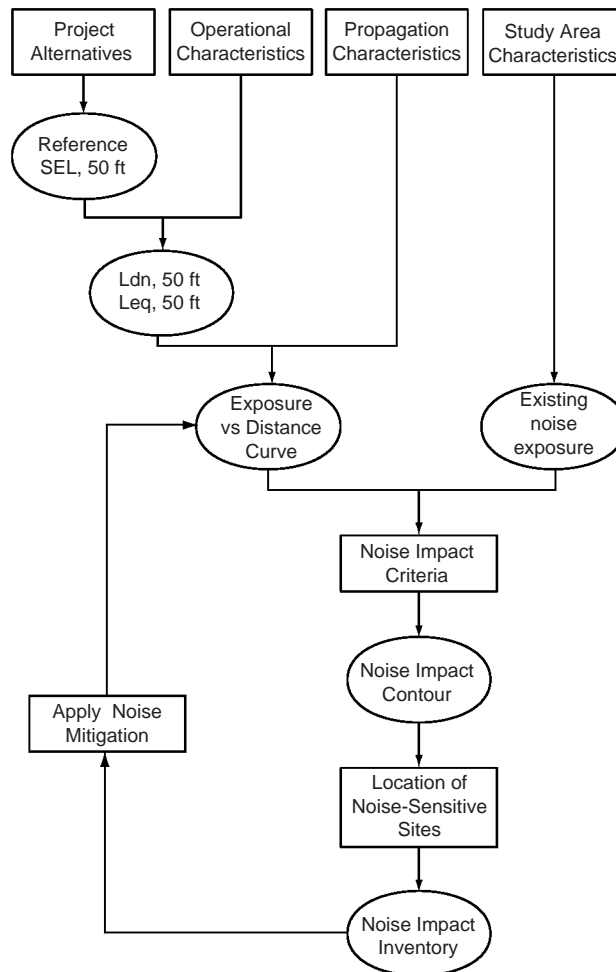 Project
Alternatives
Operational
Characteristics
Propagation
Characteristics
Study Area
Characteristics
Reference
SEL, 50 ft
Ldn, 50 ft
Leq, 50 ft
Exposure
vs Distance
Curve
Existing
noise
exposure
Noise Impact
Criteria
Noise Impact
Contour
Apply Noise
Mitigation
Location of
Noise-Sensitive
Sites
Noise Impact
Inventory